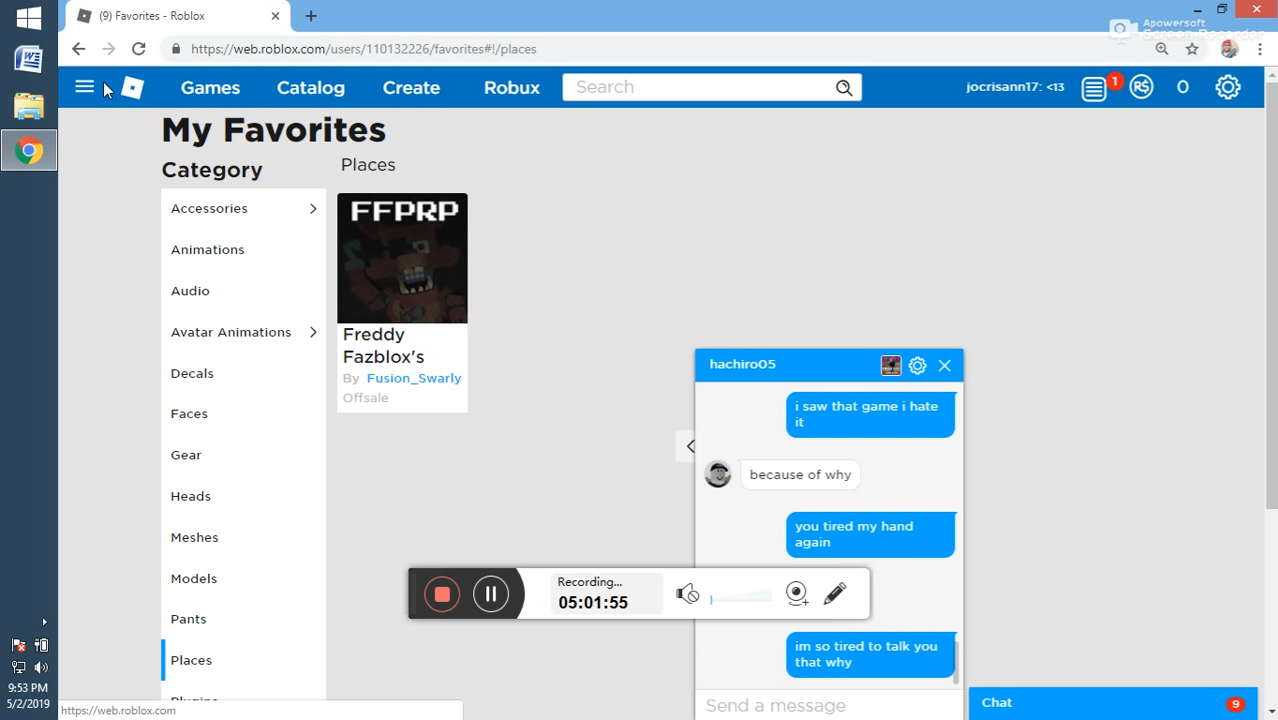 (9) Favorites - Roblox
Apowersoft
Screen Recorder
https://web.roblox.com/users/110132226/favorites#!/places
Games
Catalog
Create
Robux
Search
jocrisann17: <13
1
R$
0
My Favorites
Category
Places
Accessories
Animations
Audio
Avatar Animations
Decals
Faces
Gear
Heads
Meshes
Models
Pants
Places
Plugins
FFPRP
Freddy
Fazblox's
By Fusion_Swarly
Offsale
hachiro05
i saw that game i hate
it
because of why
you tired my hand
again
im so tired to talk you
that why
Send a message
Recording...
05:01:55
Chat
9
9:53 PM
5/2/2019
https://web.roblox.com